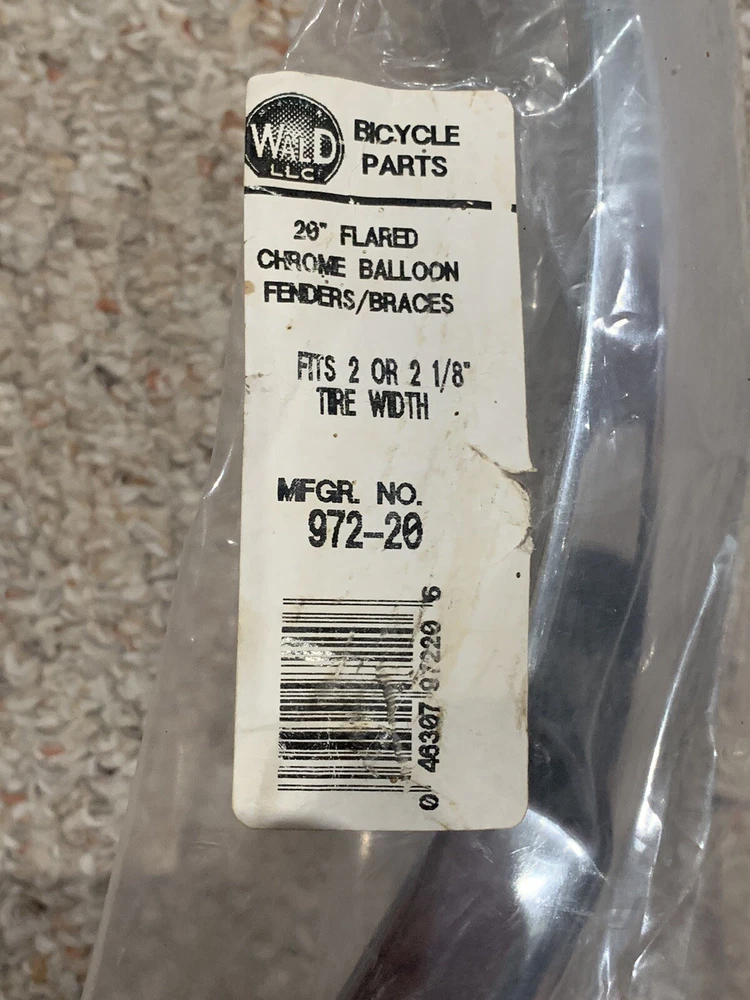 WALD
LLC
BICYCLE
PARTS
20" FLARED
CHROME BALLOON
FENDERS/BRACES
FITS 2 OR 2 1/8"
TIRE WIDTH
MFGR. NO.
972-20
0 46307 97220 6